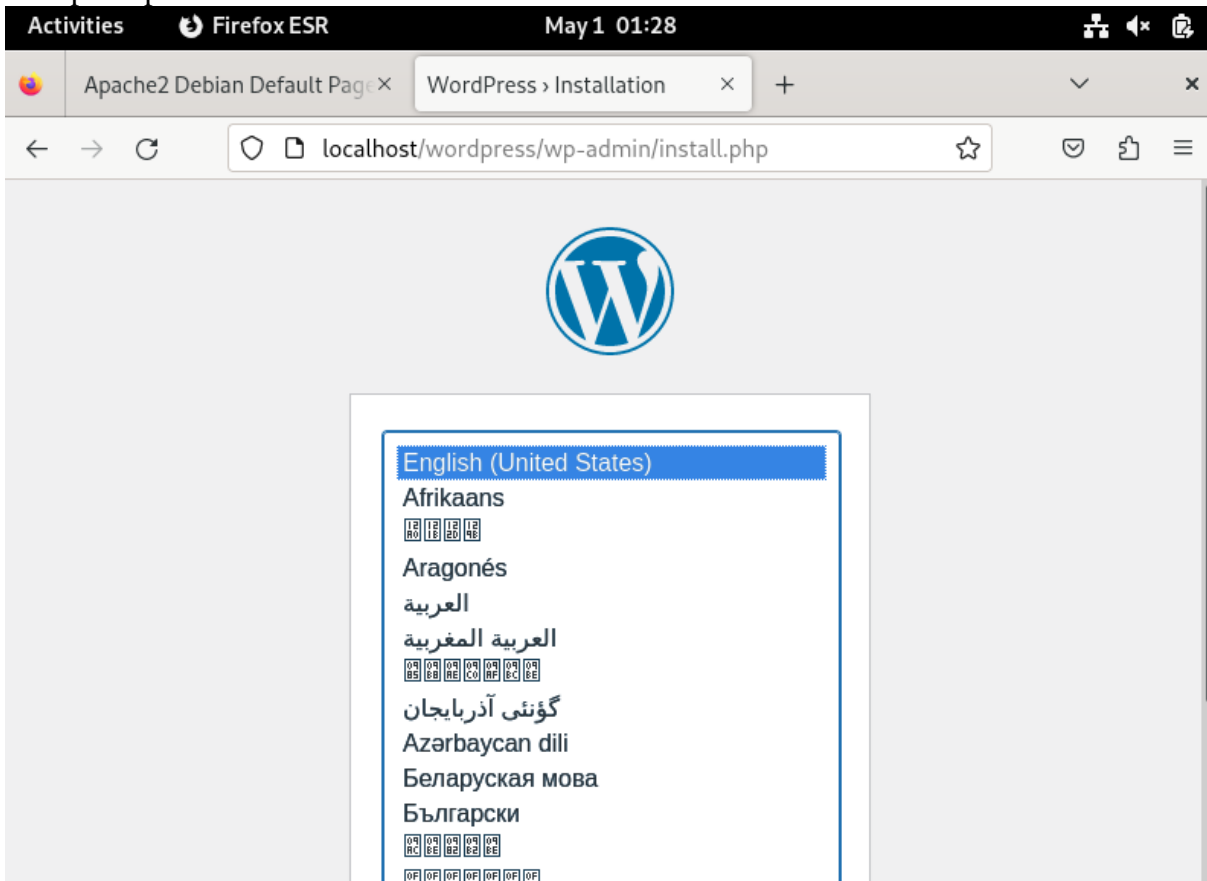 Activities Firefox ESR May 1 01:28
Apache2 Debian Default Page WordPress › Installation
localhost/wordpress/wp-admin/install.php
English (United States)
Afrikaans
Aragonés
العربية
العربية المغربية
گؤنئی آذربایجان
Azərbaycan dili
Беларуская мова
Български